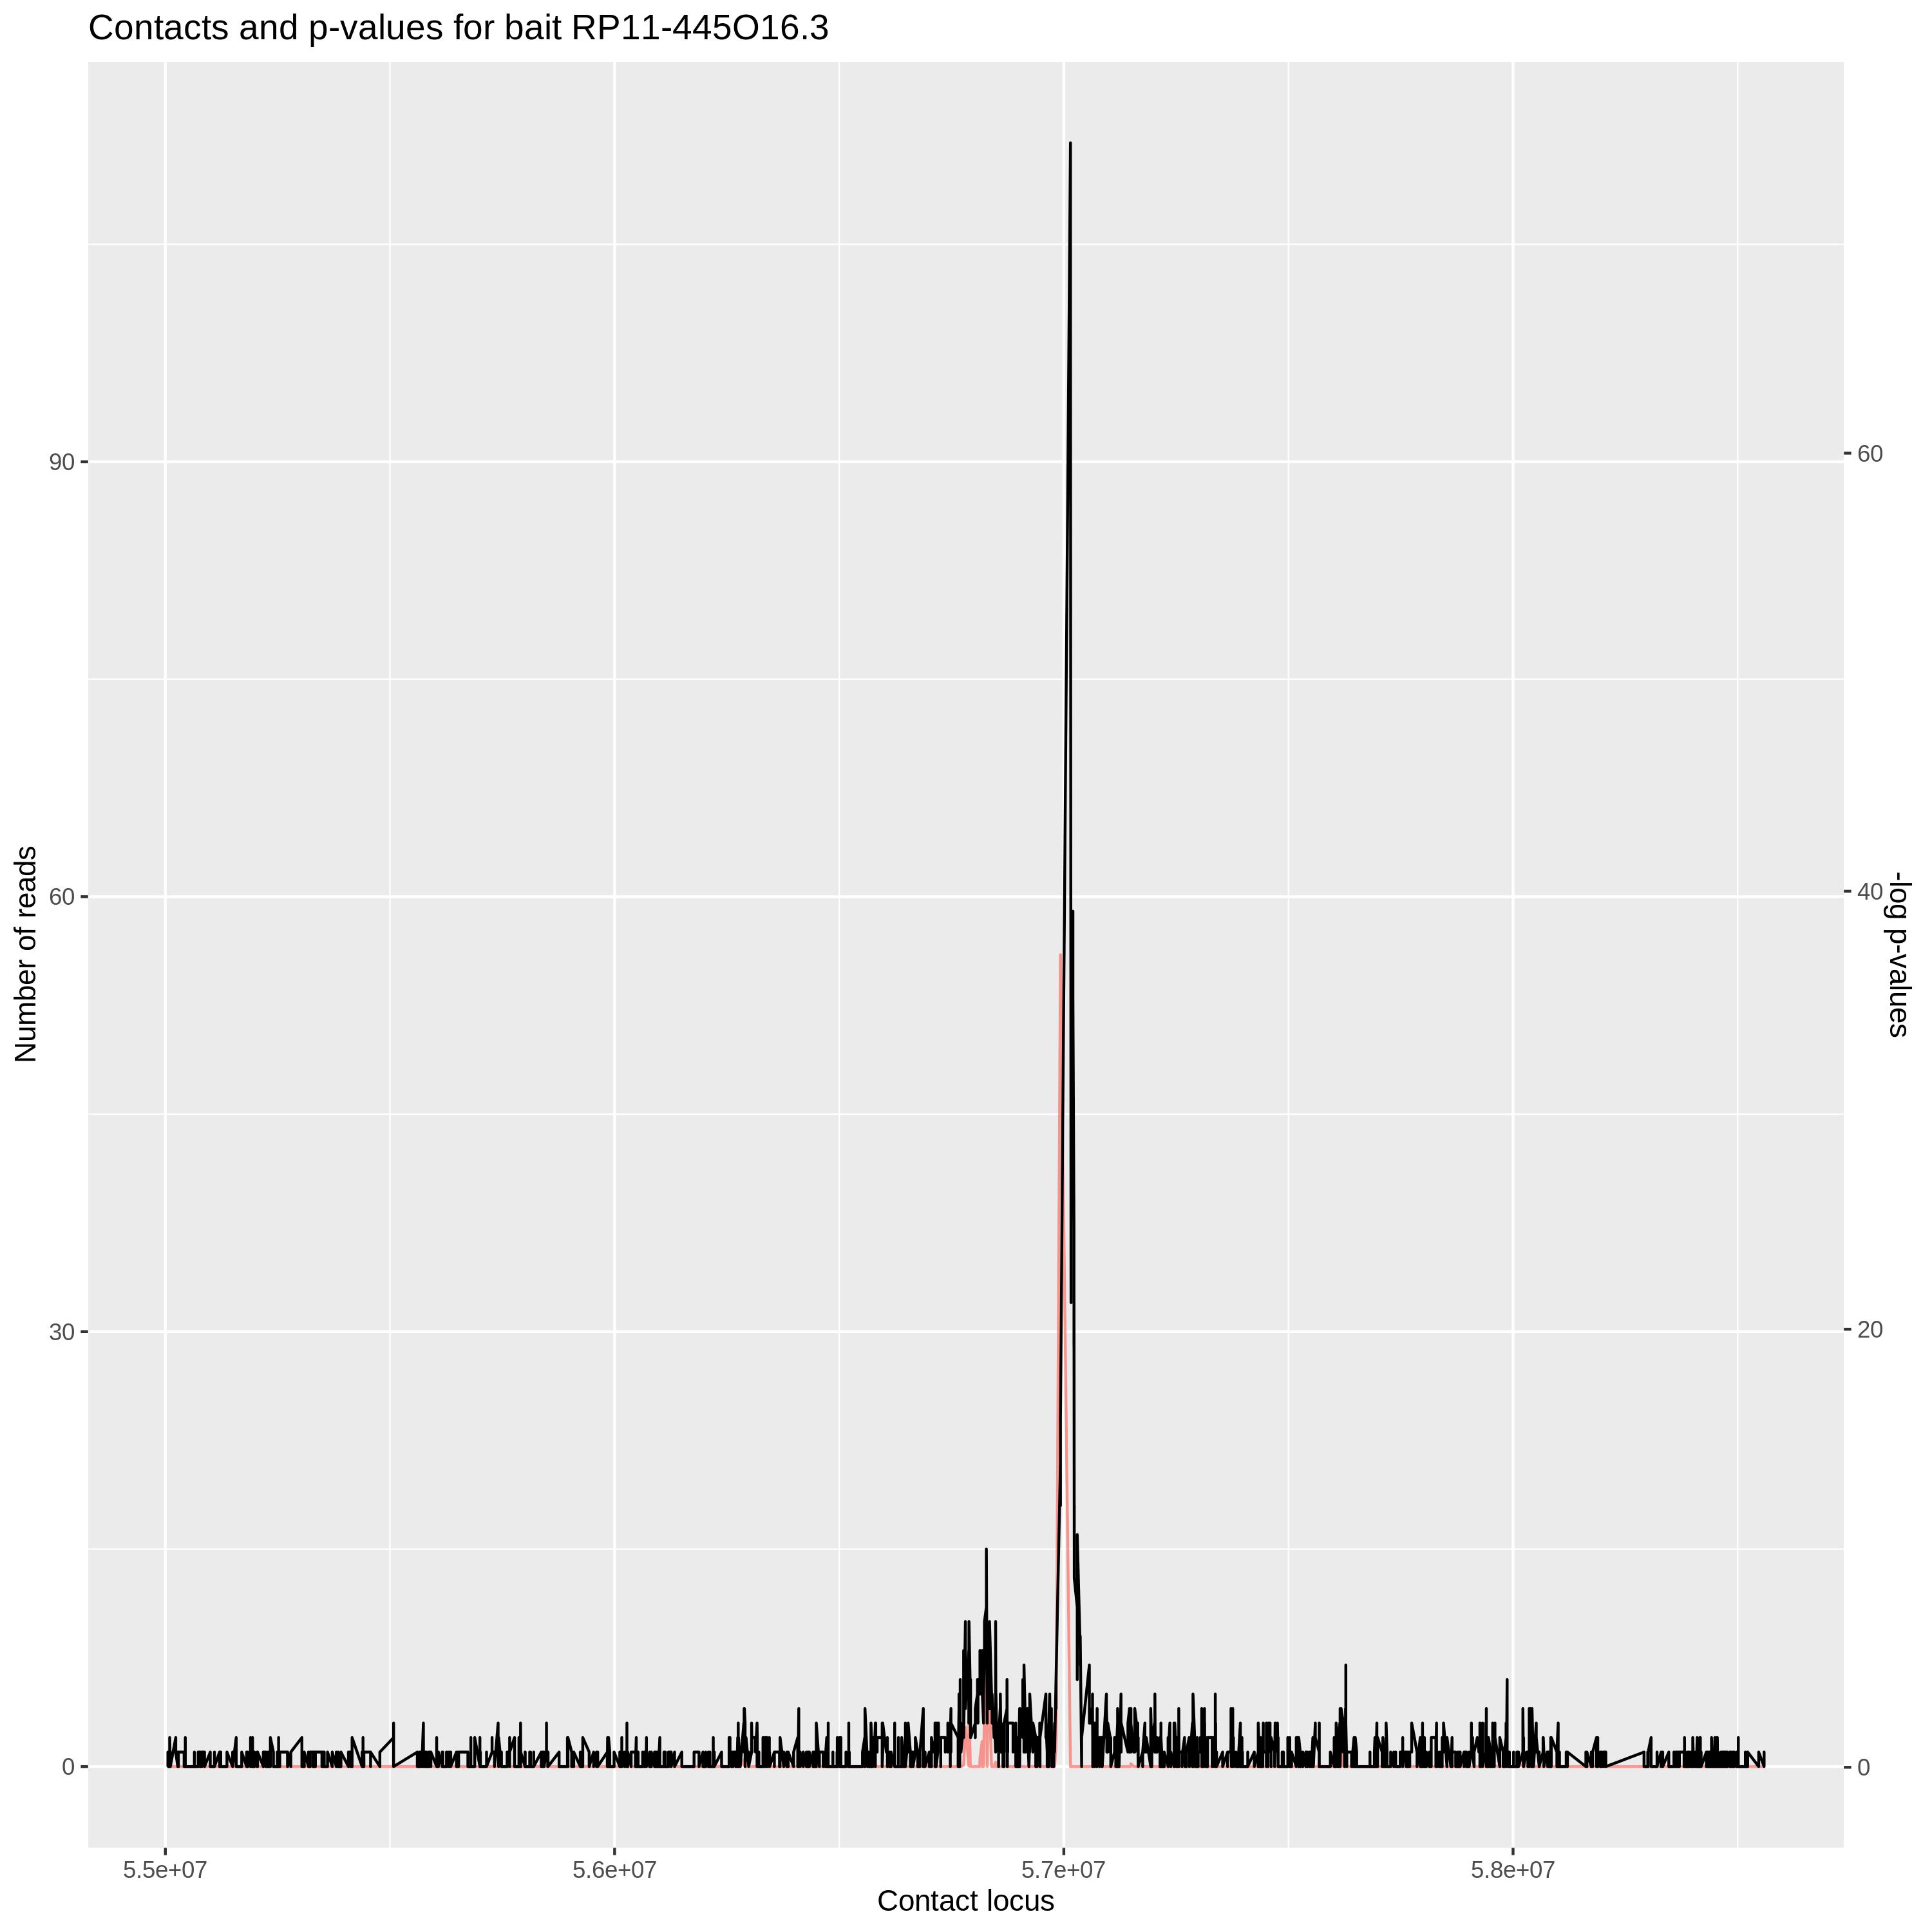 Contacts and p-values for bait RP11-445O16.3
90
60
30
0
Number of reads
60
40
20
0
-log p-values
5.5e+07 5.6e+07 5.7e+07 5.8e+07
Contact locus